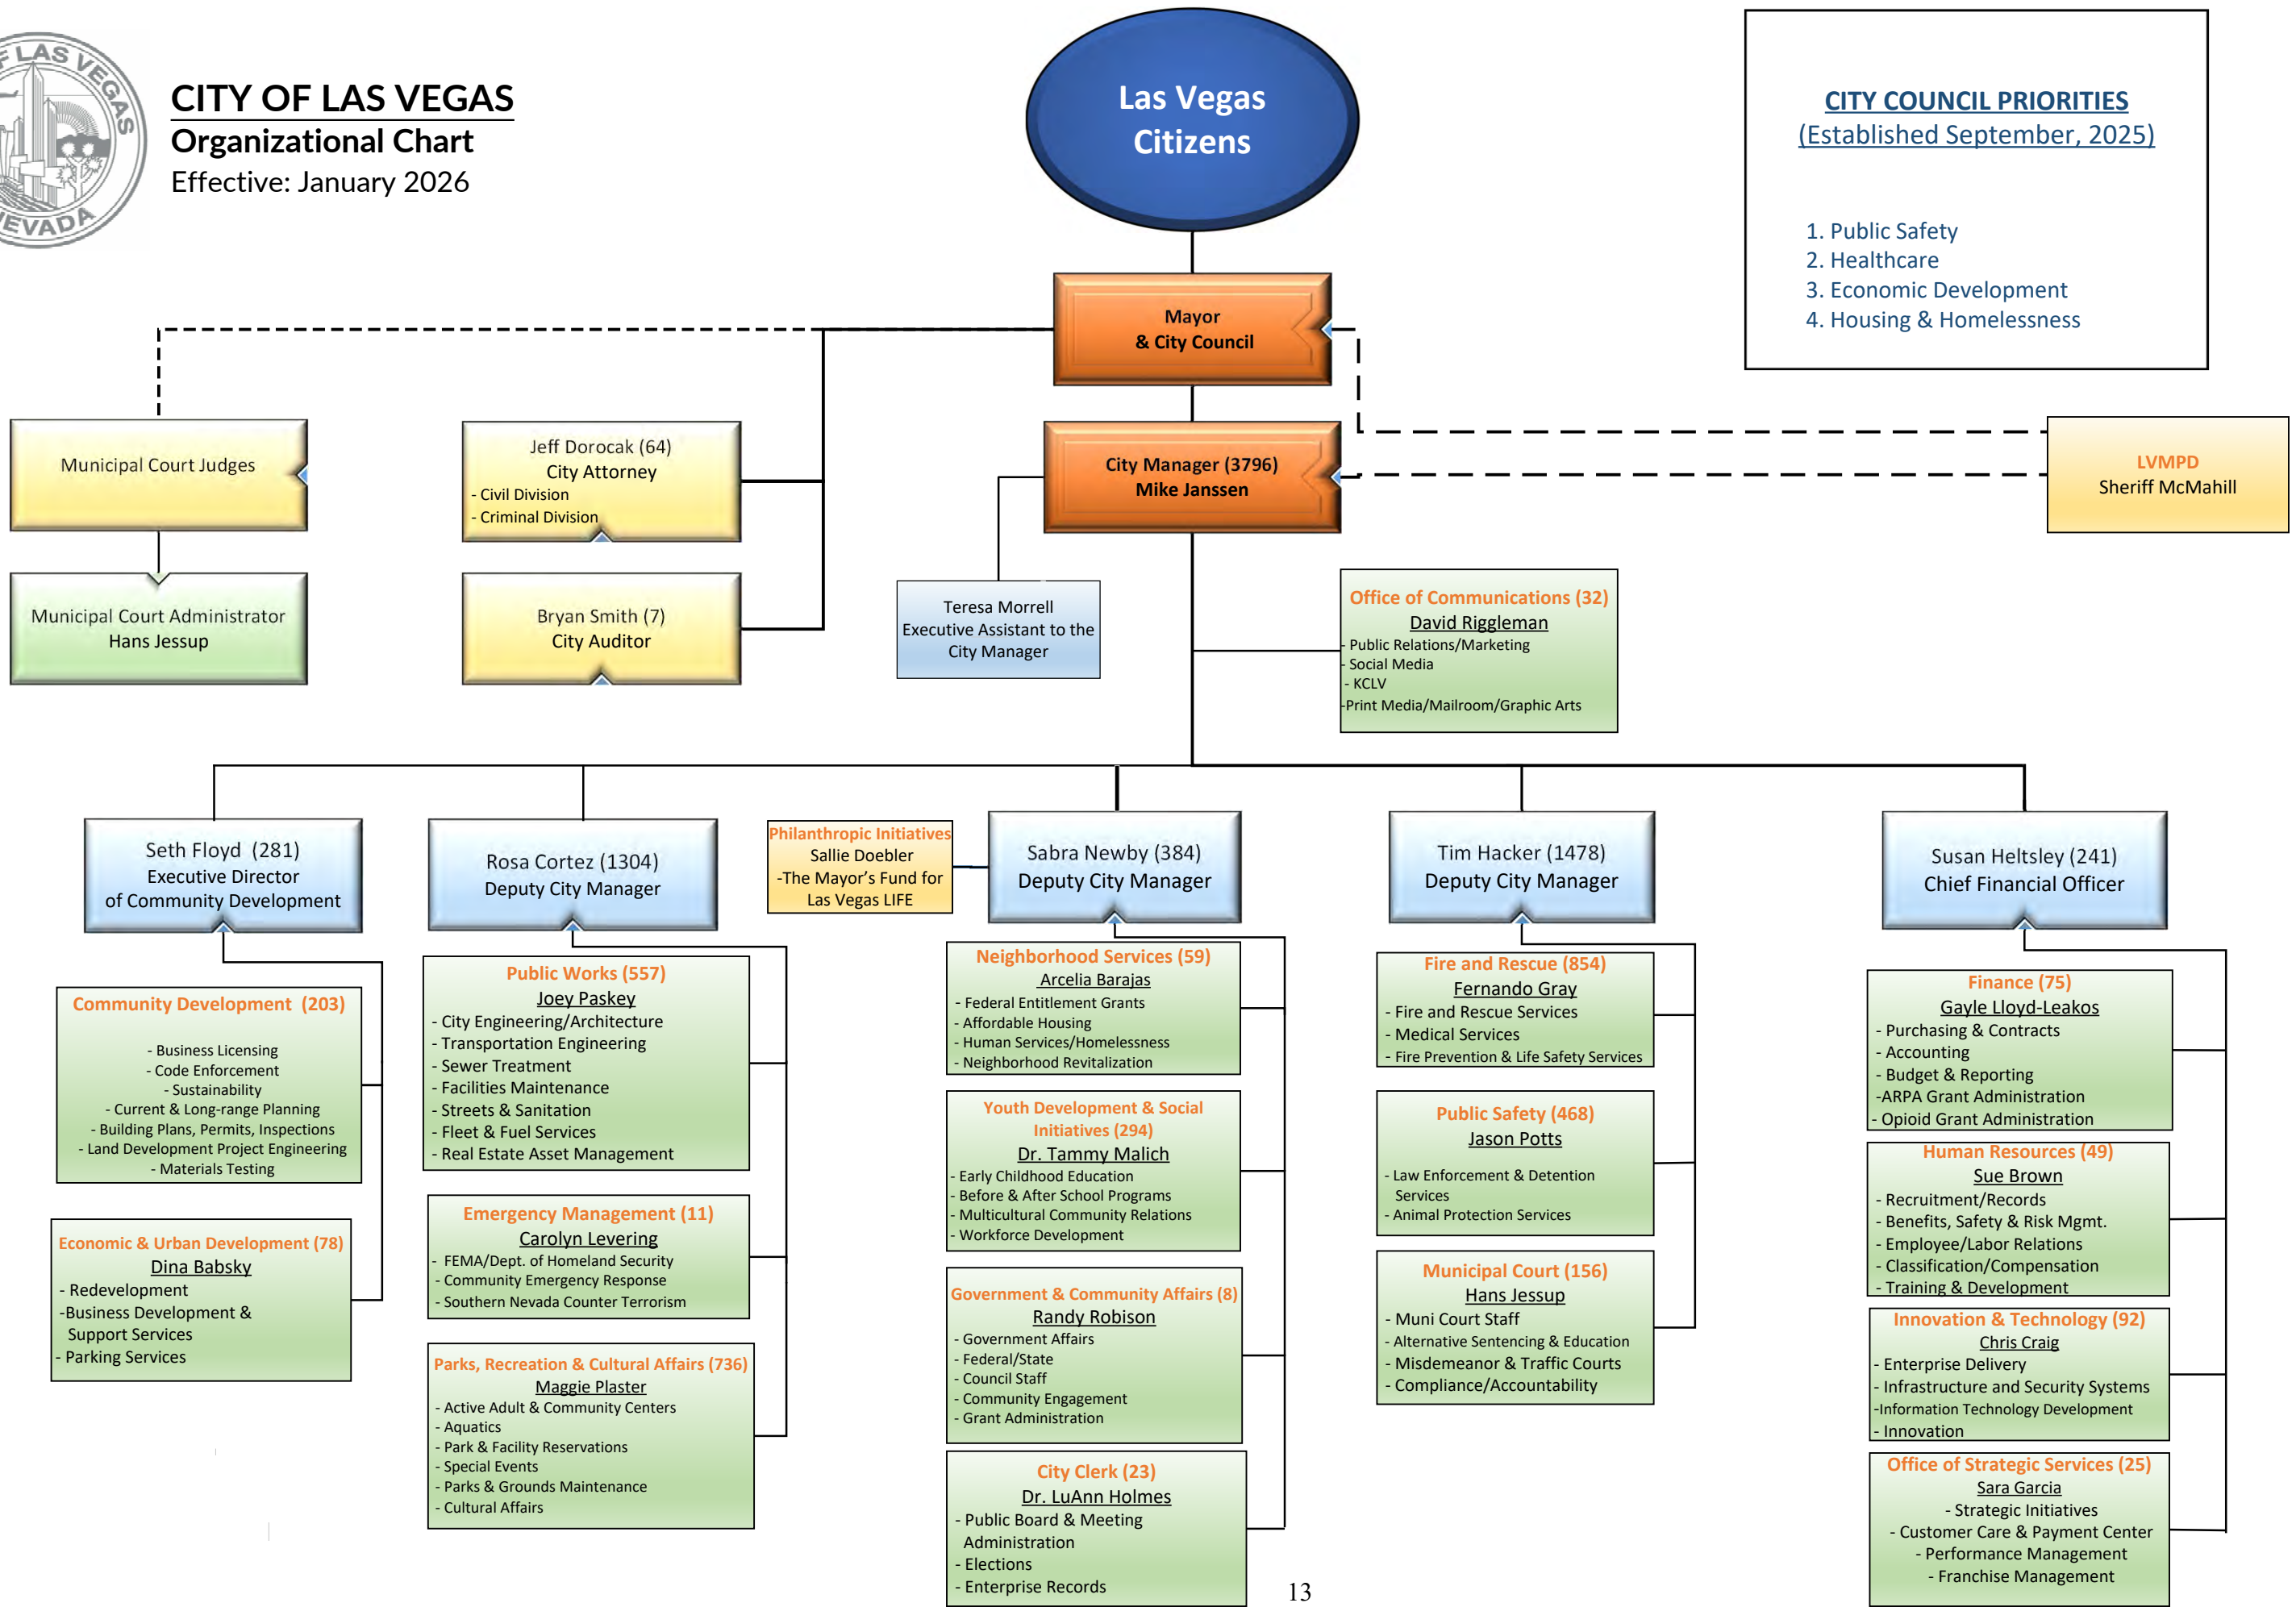 OF LAS VEGAS
NEVADA
CITY OF LAS VEGAS
Organizational Chart
Effective: January 2026
Las Vegas
Citizens
CITY COUNCIL PRIORITIES
(Established September, 2025)
1. Public Safety
2. Healthcare
3. Economic Development
4. Housing & Homelessness
Mayor
& City Council
Municipal Court Judges
Jeff Dorocak (64)
City Attorney
- Civil Division
- Criminal Division
City Manager (3796)
Mike Janssen
LVMPD
Sheriff McMahill
Municipal Court Administrator
Hans Jessup
Bryan Smith (7)
City Auditor
Teresa Morrell
Executive Assistant to the
City Manager
Office of Communications (32)
David Riggleman
- Public Relations/Marketing
- Social Media
- KCLV
-Print Media/Mailroom/Graphic Arts
Seth Floyd (281)
Executive Director
of Community Development
Community Development (203)
- Business Licensing
- Code Enforcement
- Sustainability
- Current & Long-range Planning
- Building Plans, Permits, Inspections
- Land Development Project Engineering
- Materials Testing
Economic & Urban Development (78)
Dina Babsky
- Redevelopment
-Business Development &
Support Services
- Parking Services
Rosa Cortez (1304)
Deputy City Manager
Public Works (557)
Joey Paskey
- City Engineering/Architecture
- Transportation Engineering
- Sewer Treatment
- Facilities Maintenance
- Streets & Sanitation
- Fleet & Fuel Services
- Real Estate Asset Management
Emergency Management (11)
Carolyn Levering
- FEMA/Dept. of Homeland Security
- Community Emergency Response
- Southern Nevada Counter Terrorism
Parks, Recreation & Cultural Affairs (736)
Maggie Plaster
- Active Adult & Community Centers
- Aquatics
- Park & Facility Reservations
- Special Events
- Parks & Grounds Maintenance
- Cultural Affairs
Philanthropic Initiatives
Sallie Doebler
-The Mayor's Fund for
Las Vegas LIFE
Sabra Newby (384)
Deputy City Manager
Neighborhood Services (59)
Arcelia Barajas
- Federal Entitlement Grants
- Affordable Housing
- Human Services/Homelessness
- Neighborhood Revitalization
Youth Development & Social
Initiatives (294)
Dr. Tammy Malich
- Early Childhood Education
- Before & After School Programs
- Multicultural Community Relations
- Workforce Development
Government & Community Affairs (8)
Randy Robison
- Government Affairs
- Federal/State
- Council Staff
- Community Engagement
- Grant Administration
City Clerk (23)
Dr. LuAnn Holmes
- Public Board & Meeting
Administration
- Elections
- Enterprise Records
Tim Hacker (1478)
Deputy City Manager
Fire and Rescue (854)
Fernando Gray
- Fire and Rescue Services
- Medical Services
- Fire Prevention & Life Safety Services
Public Safety (468)
Jason Potts
- Law Enforcement & Detention
Services
- Animal Protection Services
Municipal Court (156)
Hans Jessup
- Muni Court Staff
- Alternative Sentencing & Education
- Misdemeanor & Traffic Courts
- Compliance/Accountability
Susan Heltsley (241)
Chief Financial Officer
Finance (75)
Gayle Lloyd-Leakos
- Purchasing & Contracts
- Accounting
- Budget & Reporting
-ARPA Grant Administration
- Opioid Grant Administration
Human Resources (49)
Sue Brown
- Recruitment/Records
- Benefits, Safety & Risk Mgmt.
- Employee/Labor Relations
- Classification/Compensation
- Training & Development
Innovation & Technology (92)
Chris Craig
- Enterprise Delivery
- Infrastructure and Security Systems
-Information Technology Development
- Innovation
Office of Strategic Services (25)
Sara Garcia
- Strategic Initiatives
- Customer Care & Payment Center
- Performance Management
- Franchise Management
13